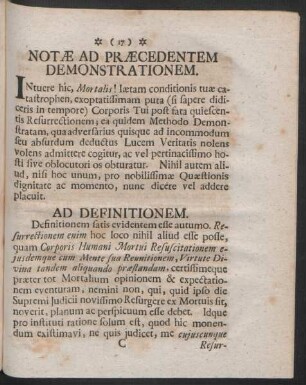 ✲ (17) ✲
NOTÆ AD PRÆCEDENTEM
DEMONSTRATIONEM.
INtuere hic, Mortalis! lætam conditionis tuæ ca-
tastrophen, exoptatissimam puta (si sapere didi-
ceris in tempore) Corporis Tui post fata quiescen-
tis Resurrectionem; ea quidem Methodo Demon-
stratam, qua adversarius quisque ad incommodum
seu absurdum deductus Lucem Veritatis nolens
volens admittere cogitur, ac vel pertinacissimo ho-
sti sive oblocutori os obturatur. Nihil autem ali-
ud, nisi hoc unum, pro nobilissimæ Quæstionis
dignitate ac momento, nunc dicere vel addere
placuit.
AD DEFINITIONEM.
Definitionem satis evidentem esse autumo. Re-
surrectionem enim hoc loco nihil aliud esse posse,
quam Corporis Humani Mortui Resuscitationem e-
jusdemque cum Mente sua Reunitionem, Virtute Di-
vina tandem aliquando præstandam, certissimeque
præter tot Mortalium opinionem & expectatio-
nem eventuram, nemini non, qui, quid ipso die
Supremi Judicii novissimo Resurgere ex Mortuis sit,
noverit, planum ac perspicuum esse debet. Idque
pro instituti ratione solum est, quod hic monen-
dum existimavi, ne quis judicet, me cujuscunque
C Resur-